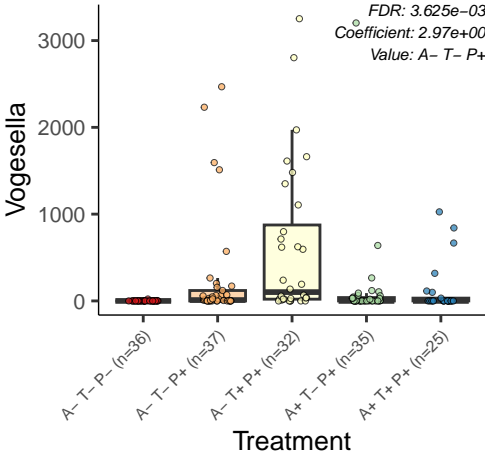 FDR: 3.625e−03
Coefficient: 2.97e+00
Value: A− T− P+
Vogesella
3000
2000
1000
0
A− T− P− (n=36)
A− T− P+ (n=37)
A− T+ P+ (n=32)
A+ T− P+ (n=35)
A+ T+ P+ (n=25)
Treatment